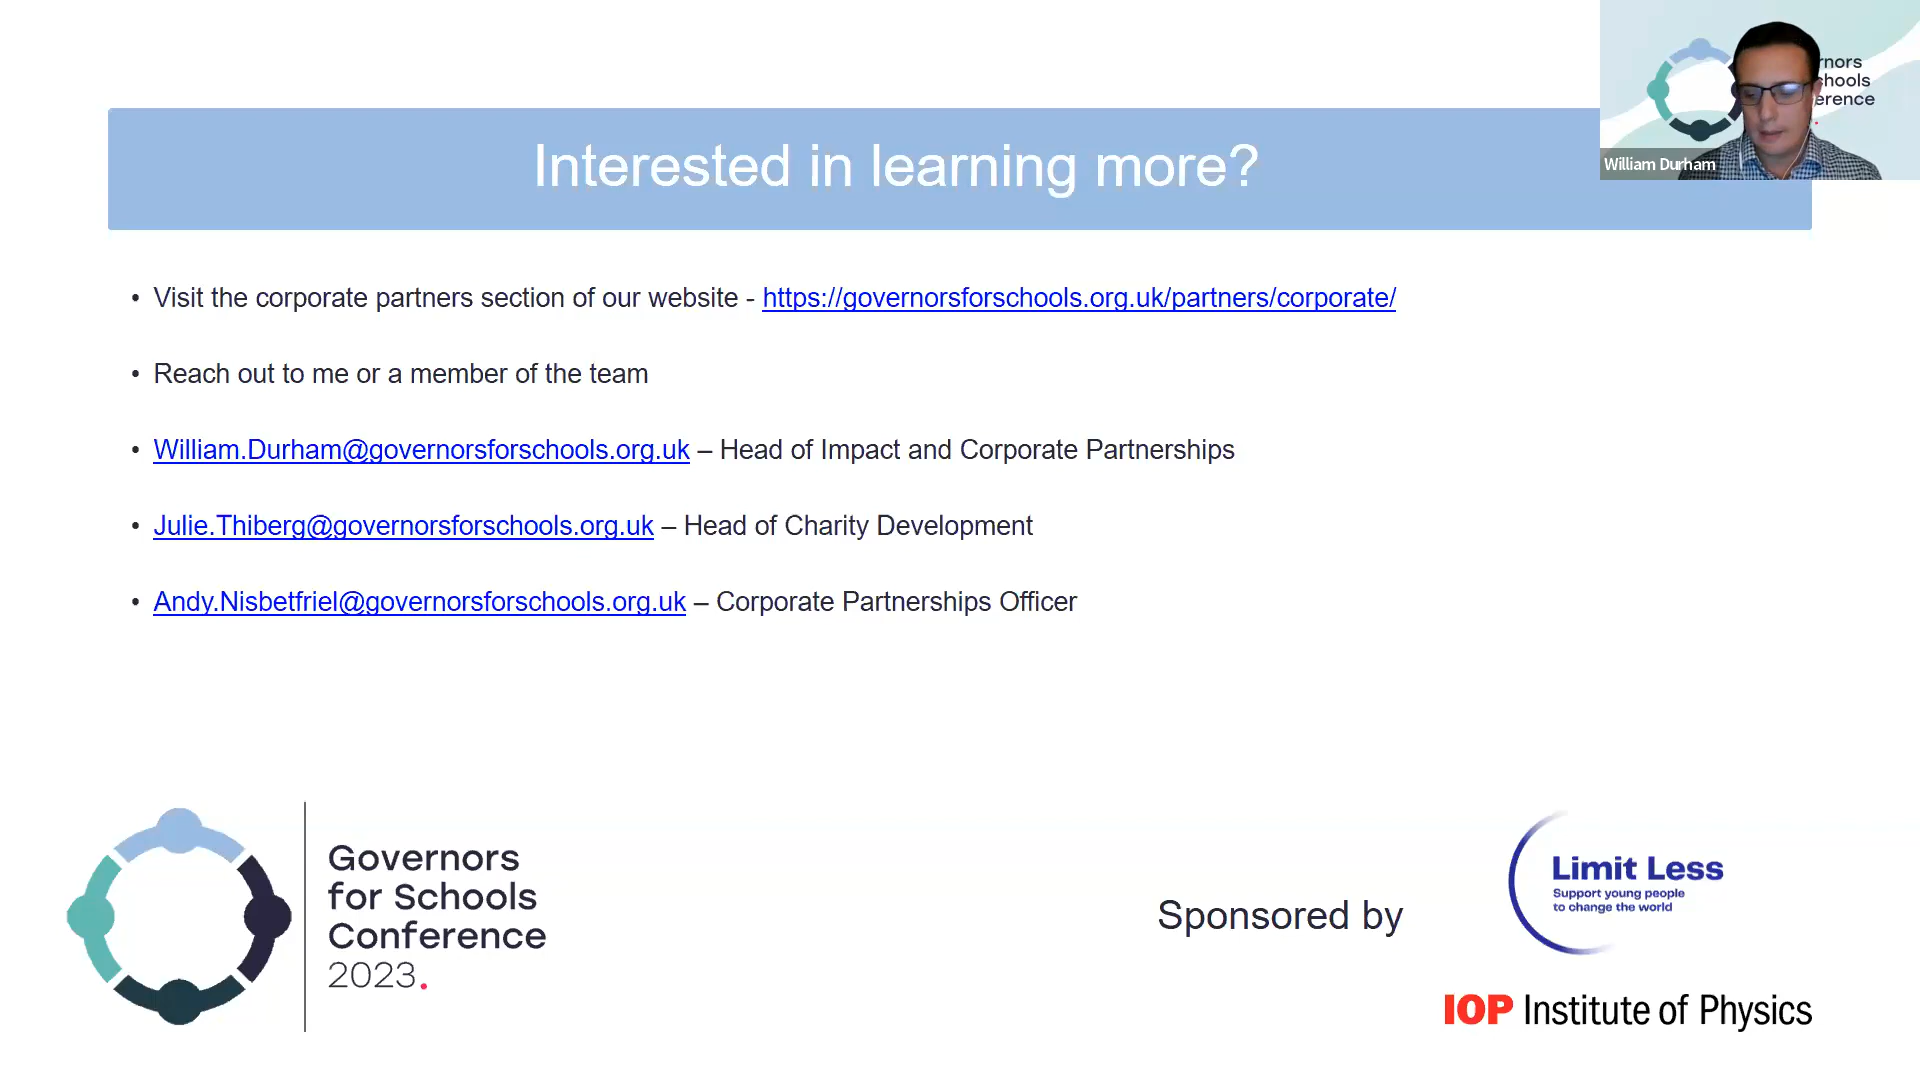 Interested in learning more?
rnors
chools
erence
William Durham
• Visit the corporate partners section of our website - https://governorsforschools.org.uk/partners/corporate/
• Reach out to me or a member of the team
• William.Durham@governorsforschools.org.uk – Head of Impact and Corporate Partnerships
• Julie.Thiberg@governorsforschools.org.uk – Head of Charity Development
• Andy.Nisbetfriel@governorsforschools.org.uk – Corporate Partnerships Officer
Governors
for Schools
Conference
2023.
Sponsored by
Limit Less
Support young people
to change the world
IOP Institute of Physics